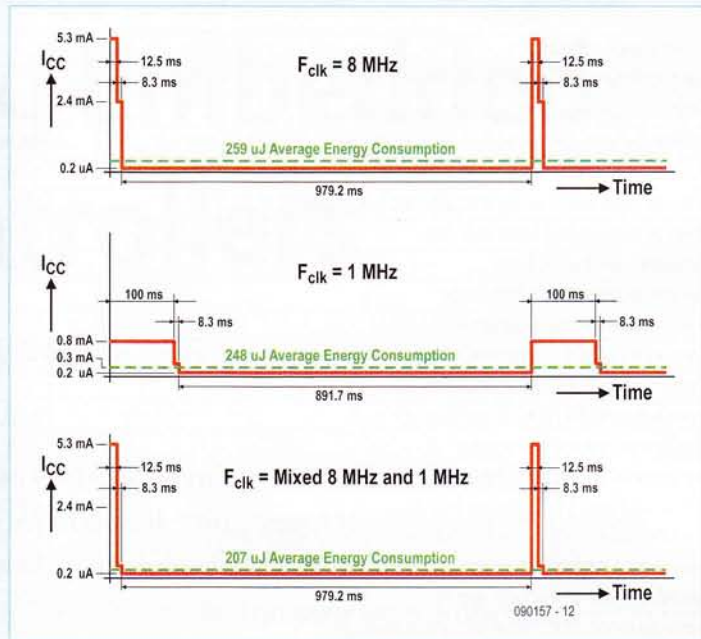 5.3 mA
ICC
12.5 ms
8.3 ms
2.4 mA
Fclk = 8 MHz
12.5 ms
8.3 ms
259 uJ Average Energy Consumption
0.2 uA
979.2 ms
Time
ICC
Fclk = 1 MHz
100 ms
100 ms
8.3 ms
8.3 ms
0.8 mA
0.3 mA
0.2 uA
248 uJ Average Energy Consumption
891.7 ms
Time
5.3 mA
ICC
12.5 ms
8.3 ms
2.4 mA
Fclk = Mixed 8 MHz and 1 MHz
12.5 ms
8.3 ms
207 uJ Average Energy Consumption
0.2 uA
979.2 ms
Time
090157 - 12